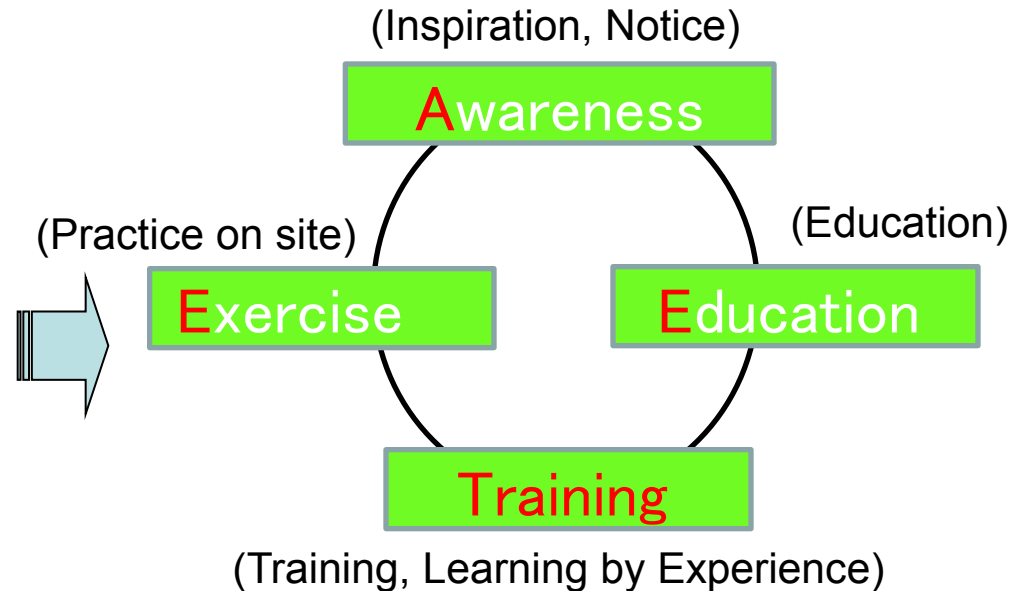 (Inspiration, Notice)
Awareness
(Practice on site)
(Education)
Exercise
Education
Training
(Training, Learning by Experience)